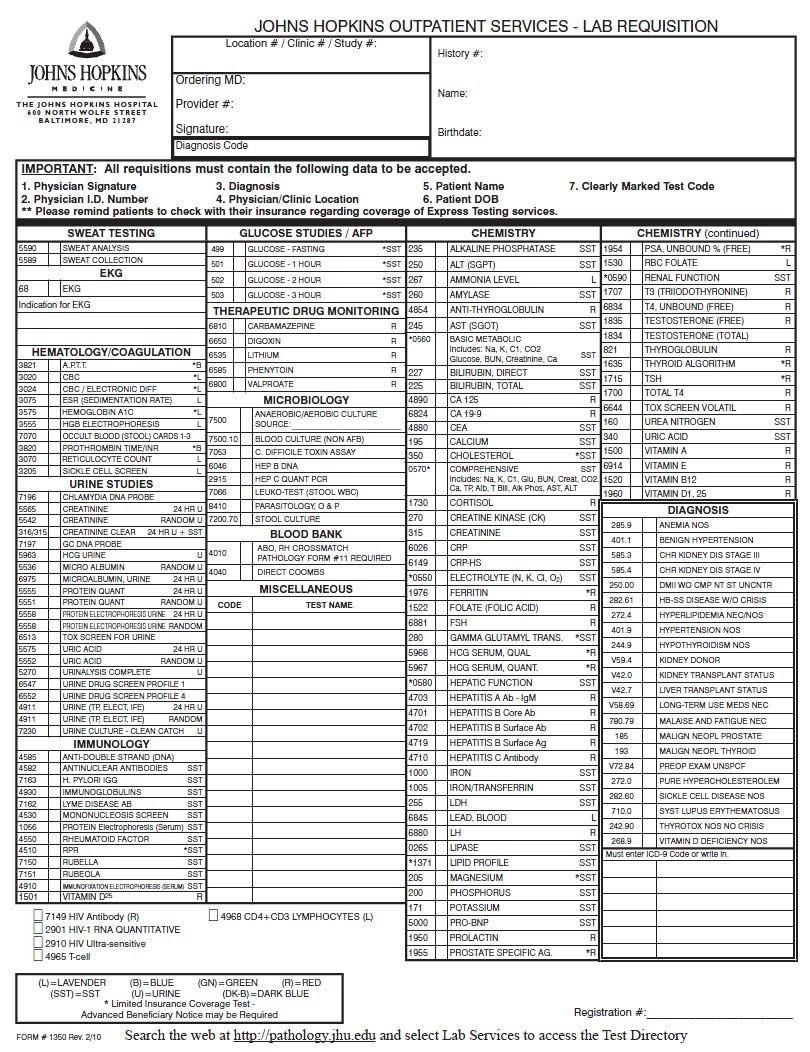 JOHNS HOPKINS OUTPATIENT SERVICES - LAB REQUISITION
JOHNS HOPKINS
MEDICINE
THE JOHNS HOPKINS HOSPITAL
600 NORTH WOLFE STREET
BALTIMORE, MD 21287
Location # / Clinic # / Study #:
Ordering MD:
Provider #:
Signature:
Diagnosis Code
History #:
Name:
Birthdate:
IMPORTANT: All requisitions must contain the following data to be accepted.
1. Physician Signature 3. Diagnosis 5. Patient Name 7. Clearly Marked Test Code
2. Physician I.D. Number 4. Physician/Clinic Location 6. Patient DOB
** Please remind patients to check with their insurance regarding coverage of Express Testing services.
SWEAT TESTING
5590 SWEAT ANALYSIS
5589 SWEAT COLLECTION
EKG
68 EKG
Indication for EKG
HEMATOLOGY/COAGULATION
3821 A.P.T.T. *B
3020 CBC *L
3024 CBC / ELECTRONIC DIFF *L
3075 ESR (SEDIMENTATION RATE) L
3575 HEMOGLOBIN A1C *L
3555 HGB ELECTROPHORESIS L
7070 OCCULT BLOOD (STOOL) CARDS 1-3
3820 PROTHROMBIN TIME/INR *B
3070 RETICULOCYTE COUNT L
3205 SICKLE CELL SCREEN L
URINE STUDIES
7196 CHLAMYDIA DNA PROBE
5565 CREATININE 24 HR U
5542 CREATININE RANDOM U
316/315 CREATININE CLEAR 24 HR U + SST
7197 GC DNA PROBE
5963 HCG URINE U
5536 MICRO ALBUMIN RANDOM U
6975 MICROALBUMIN, URINE 24 HR U
5555 PROTEIN QUANT 24 HR U
5551 PROTEIN QUANT RANDOM U
5558 PROTEIN ELECTROPHORESIS URINE 24 HR U
5558 PROTEIN ELECTROPHORESIS URINE RANDOM
6513 TOX SCREEN FOR URINE
5575 URIC ACID 24 HR U
5552 URIC ACID RANDOM U
5270 URINALYSIS COMPLETE U
6547 URINE DRUG SCREEN PROFILE 1
6552 URINE DRUG SCREEN PROFILE 4
4911 URINE (TP, ELECT, IFE) 24 HR U
4911 URINE (TP, ELECT, IFE) RANDOM
7230 URINE CULTURE - CLEAN CATCH U
IMMUNOLOGY
4585 ANTI-DOUBLE STRAND (DNA)
4582 ANTINUCLEAR ANTIBODIES SST
7163 H. PYLORI IGG SST
4930 IMMUNOGLOBULINS SST
7162 LYME DISEASE AB SST
4530 MONONUCLEOSIS SCREEN SST
1056 PROTEIN Electrophoresis (Serum) SST
4550 RHEUMATOID FACTOR SST
4510 RPR *SST
7150 RUBELLA SST
7151 RUBEOLA SST
4910 IMMUNOFIXATION ELECTROPHORESIS (SERUM) SST
1501 VITAMIN D25 R
GLUCOSE STUDIES / AFP
499 GLUCOSE - FASTING *SST
501 GLUCOSE - 1 HOUR *SST
502 GLUCOSE - 2 HOUR *SST
503 GLUCOSE - 3 HOUR *SST
THERAPEUTIC DRUG MONITORING
6810 CARBAMAZEPINE R
6650 DIGOXIN R
6535 LITHIUM R
6585 PHENYTOIN R
6800 VALPROATE R
MICROBIOLOGY
7500 ANAEROBIC/AEROBIC CULTURE
SOURCE:
7500.10 BLOOD CULTURE (NON AFB)
7053 C. DIFFICILE TOXIN ASSAY
6046 HEP B DNA
2915 HEP C QUANT PCR
7066 LEUKO-TEST (STOOL WBC)
8410 PARASITOLOGY, O & P
7200.70 STOOL CULTURE
BLOOD BANK
4010 ABO, RH CROSSMATCH
PATHOLOGY FORM #11 REQUIRED
4040 DIRECT COOMBS
MISCELLANEOUS
CODE TEST NAME
CHEMISTRY
235 ALKALINE PHOSPHATASE SST
250 ALT (SGPT) SST
267 AMMONIA LEVEL L
260 AMYLASE SST
4854 ANTI-THYROGLOBULIN R
245 AST (SGOT) SST
*0560 BASIC METABOLIC
Includes: Na, K, C1, CO2
Glucose, BUN, Creatinine, Ca SST
227 BILIRUBIN, DIRECT SST
225 BILIRUBIN, TOTAL SST
4890 CA 125 R
6824 CA 19-9 R
4880 CEA SST
195 CALCIUM SST
350 CHOLESTEROL *SST
0570* COMPREHENSIVE SST
Includes: Na, K, C1, Glu, BUN, Creat, CO2,
Ca, TP, Alb, T Bili, Alk Phos, AST, ALT
1730 CORTISOL R
270 CREATINE KINASE (CK) SST
315 CREATININE SST
6026 CRP SST
6149 CRP-HS SST
*0550 ELECTROLYTE (N, K, Cl, O2) SST
1976 FERRITIN *R
1522 FOLATE (FOLIC ACID) R
6881 FSH R
280 GAMMA GLUTAMYL TRANS. *SST
5966 HCG SERUM, QUAL *R
5967 HCG SERUM, QUANT. *R
*0580 HEPATIC FUNCTION SST
4703 HEPATITIS A Ab - IgM R
4701 HEPATITIS B Core Ab R
4702 HEPATITIS B Surface Ab R
4719 HEPATITIS B Surface Ag R
4710 HEPATITIS C Antibody R
1000 IRON SST
1005 IRON/TRANSFERRIN SST
255 LDH SST
6845 LEAD, BLOOD L
6880 LH R
0265 LIPASE SST
*1371 LIPID PROFILE SST
205 MAGNESIUM *SST
200 PHOSPHORUS SST
171 POTASSIUM SST
5000 PRO-BNP SST
1950 PROLACTIN R
1955 PROSTATE SPECIFIC AG. *R
CHEMISTRY (continued)
1954 PSA, UNBOUND % (FREE) *R
1530 RBC FOLATE L
*0590 RENAL FUNCTION SST
1707 T3 (TRIIODOTHYRONINE) R
6834 T4, UNBOUND (FREE) R
1835 TESTOSTERONE (FREE) R
1834 TESTOSTERONE (TOTAL)
821 THYROGLOBULIN R
1635 THYROID ALGORITHM *R
1715 TSH *R
1700 TOTAL T4 R
6644 TOX SCREEN VOLATIL R
160 UREA NITROGEN SST
340 URIC ACID SST
1500 VITAMIN A R
6914 VITAMIN E R
1520 VITAMIN B12 R
1960 VITAMIN D1, 25 R
DIAGNOSIS
285.9 ANEMIA NOS
401.1 BENIGN HYPERTENSION
585.3 CHR KIDNEY DIS STAGE III
585.4 CHR KIDNEY DIS STAGE IV
250.00 DMII WO CMP NT ST UNCNTR
282.61 HB-SS DISEASE W/O CRISIS
272.4 HYPERLIPIDEMIA NEC/NOS
401.9 HYPERTENSION NOS
244.9 HYPOTHYROIDISM NOS
V59.4 KIDNEY DONOR
V42.0 KIDNEY TRANSPLANT STATUS
V42.7 LIVER TRANSPLANT STATUS
V58.69 LONG-TERM USE MEDS NEC
780.79 MALAISE AND FATIGUE NEC
185 MALIGN NEOPL PROSTATE
193 MALIGN NEOPL THYROID
V72.84 PREOP EXAM UNSPCF
272.0 PURE HYPERCHOLESTEROLEM
282.60 SICKLE CELL DISEASE NOS
710.0 SYST LUPUS ERYTHEMATOSUS
242.90 THYROTOX NOS NO CRISIS
268.9 VITAMIN D DEFICIENCY NOS
Must enter ICD-9 Code or write in.
7149 HIV Antibody (R) 4968 CD4+CD3 LYMPHOCYTES (L)
2901 HIV-1 RNA QUANTITATIVE
2910 HIV Ultra-sensitive
4965 T-cell
(L)=LAVENDER (B)=BLUE (GN)=GREEN (R)=RED
(SST)=SST (U)=URINE (DK-B)=DARK BLUE
* Limited Insurance Coverage Test -
Advanced Beneficiary Notice may be Required
Registration #:
FORM # 1350 Rev. 2/10 Search the web at http://pathology.jhu.edu and select Lab Services to access the Test Directory